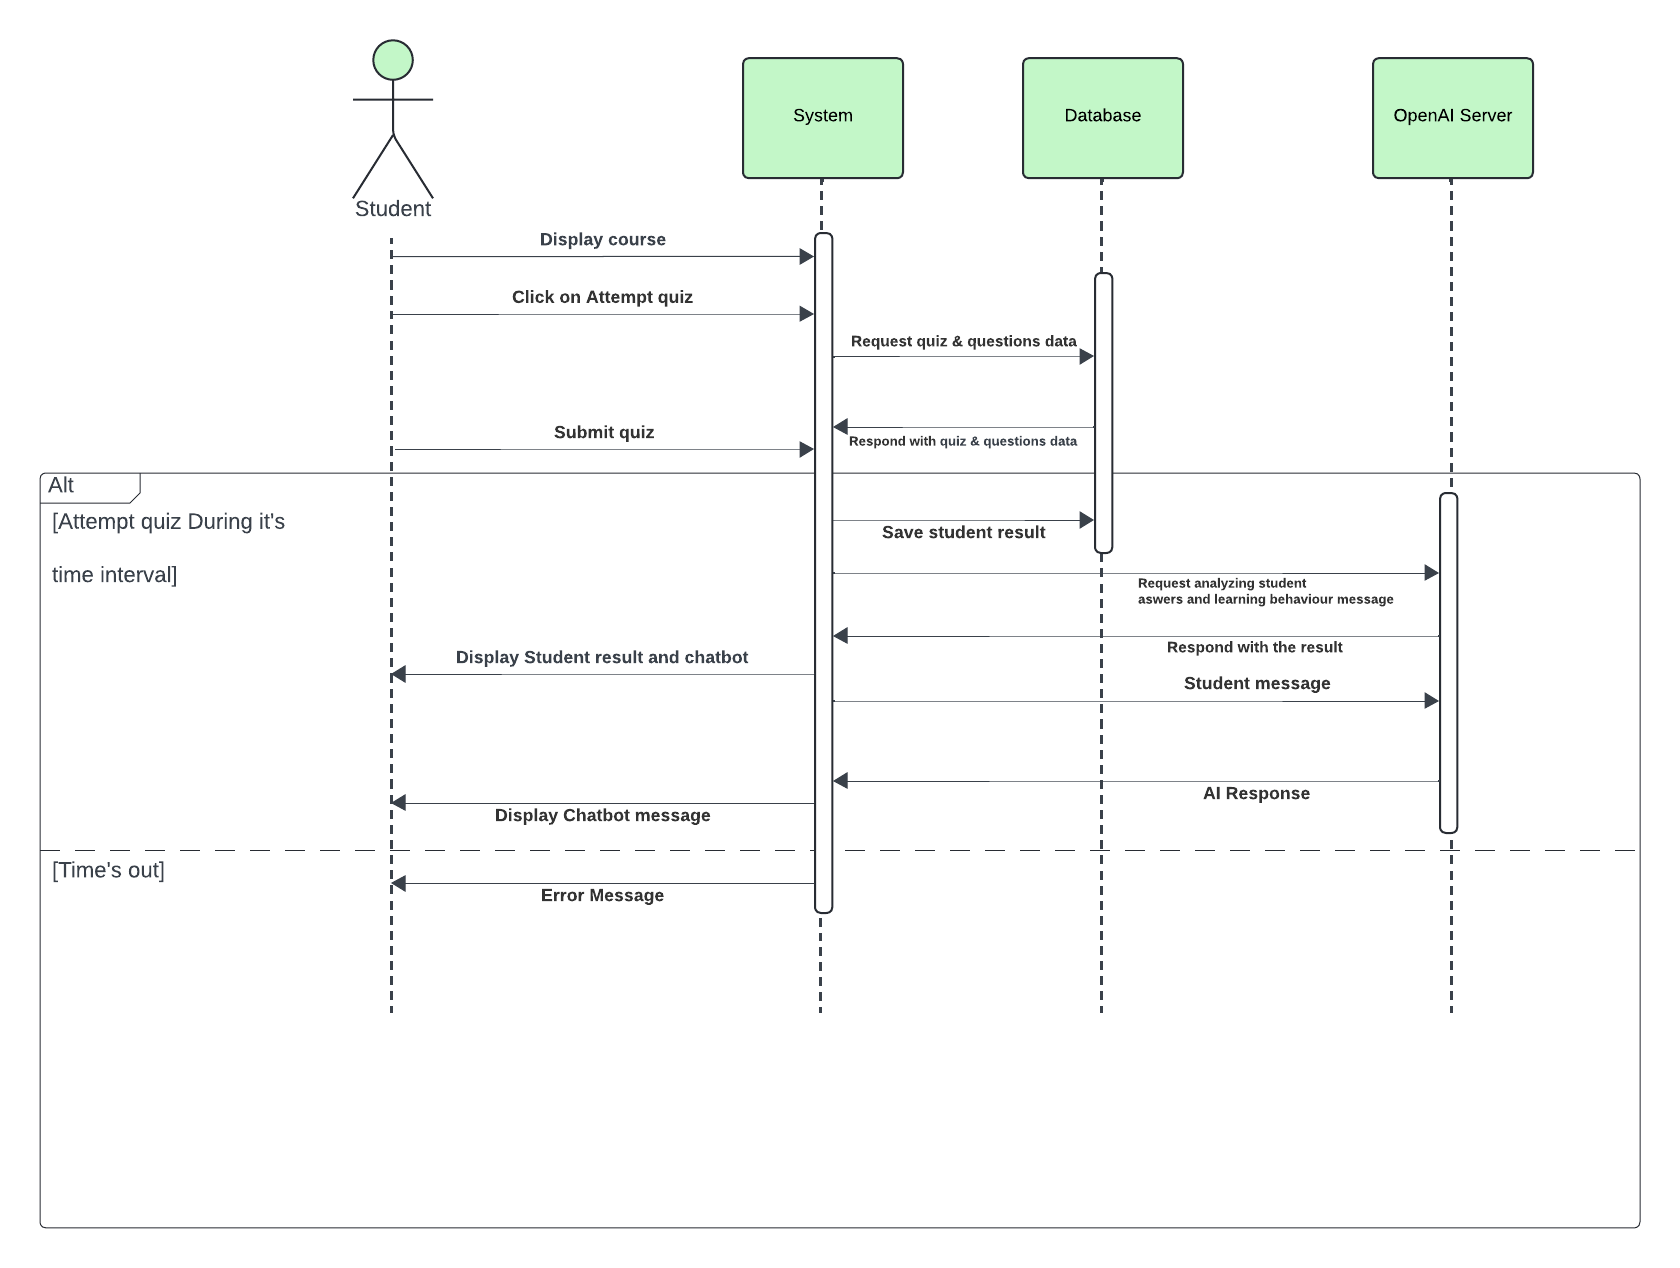 System
Database
OpenAI Server
Student
Display course
Click on Attempt quiz
Request quiz & questions data
Submit quiz
Respond with quiz & questions data
Alt
[Attempt quiz During it's
time interval]
Save student result
Request analyzing student
aswers and learning behaviour message
Respond with the result
Display Student result and chatbot
Student message
AI Response
Display Chatbot message
[Time's out]
Error Message